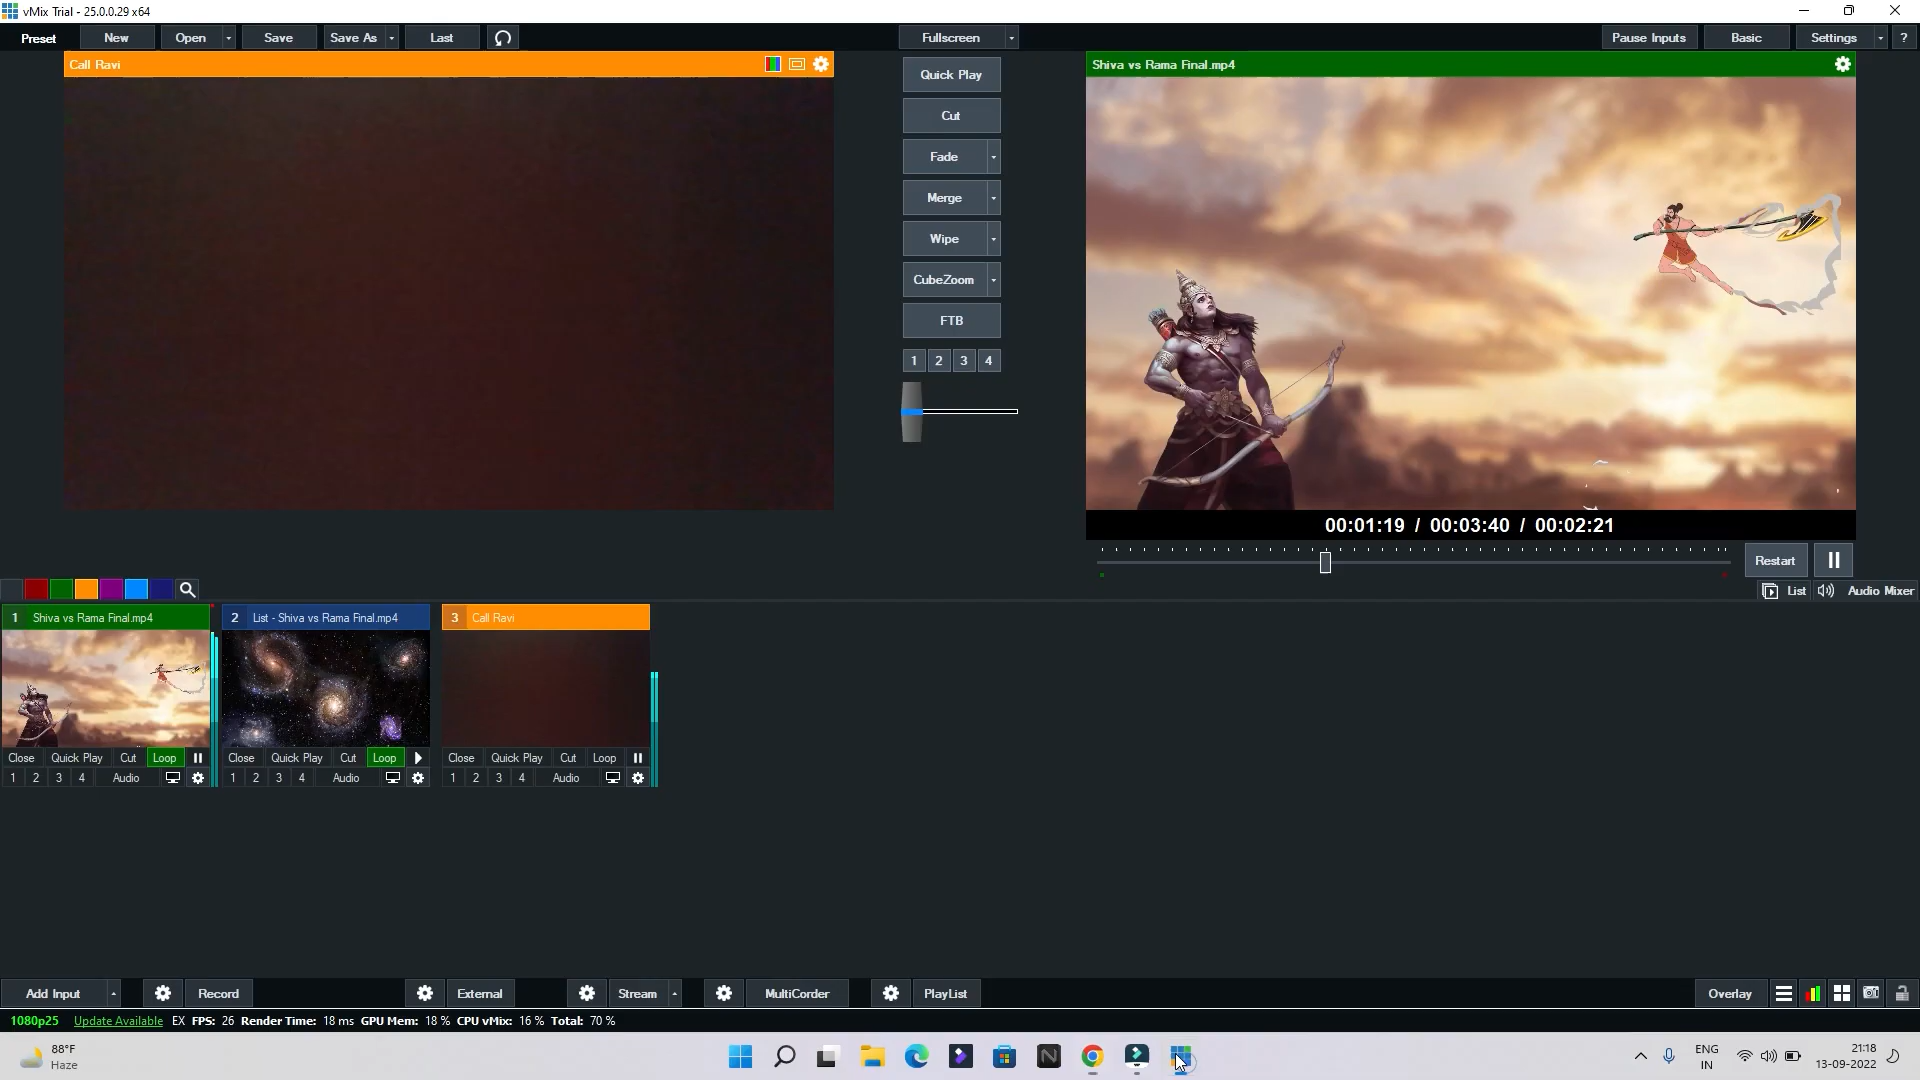 vMix Trial - 25.0.0.29 x64
Preset New Open Save Save As Last Fullscreen Pause Inputs Basic Settings ?
Call Ravi
Shiva vs Rama Final.mp4
Quick Play
Cut
Fade
Merge
Wipe
CubeZoom
FTB
1 2 3 4
00:01:19 / 00:03:40 / 00:02:21
Restart
List Audio Mixer
1 Shiva vs Rama Final.mp4
Close Quick Play Cut Loop
1 2 3 4 Audio
2 List - Shiva vs Rama Final.mp4
Close Quick Play Cut Loop
1 2 3 4 Audio
3 Call Ravi
Close Quick Play Cut Loop
1 2 3 4 Audio
Add Input Record External Stream MultiCorder PlayList Overlay
1080p25 Update Available EX FPS: 26 Render Time: 18 ms GPU Mem: 18 % CPU vMix: 16 % Total: 70 %
88°F
Haze
ENG
IN
21:18
13-09-2022